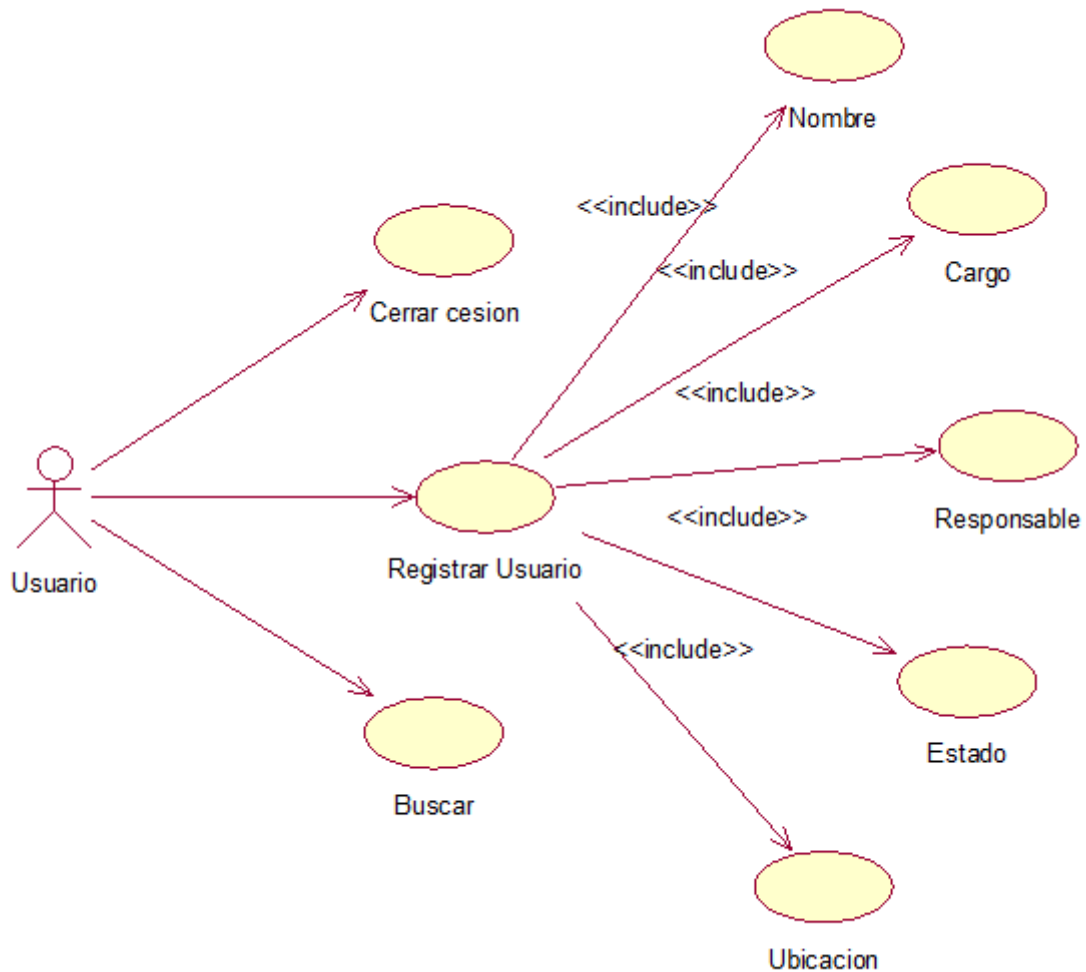 Nombre
<<include>>
<<include>>
Cargo
Cerrar cesion
<<include>>
<<include>>
Responsable
Usuario
Registrar Usuario
<<include>>
Estado
Buscar
Ubicacion